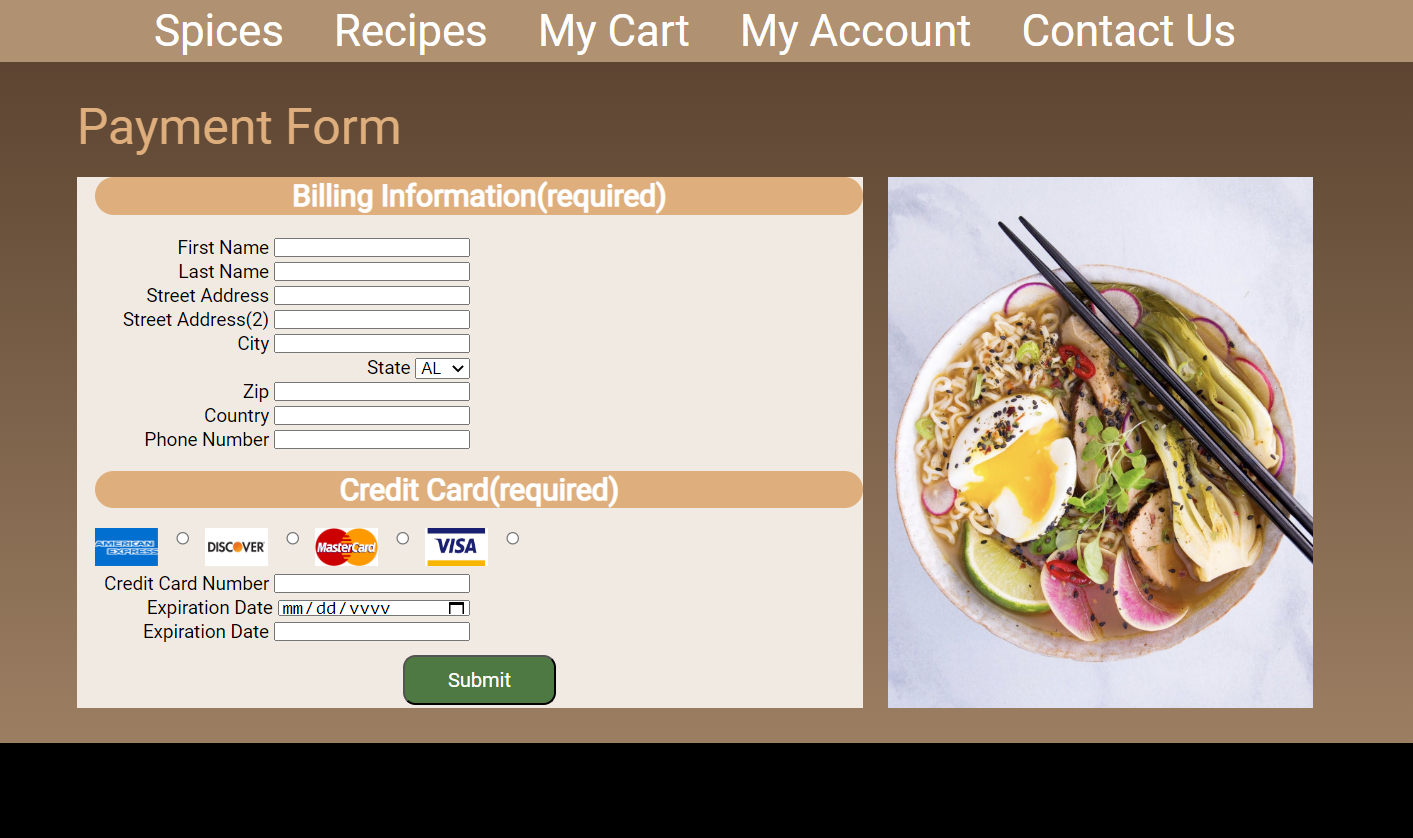 Spices Recipes My Cart My Account Contact Us
Payment Form
Billing Information(required)
First Name
Last Name
Street Address
Street Address(2)
City
State AL
Zip
Country
Phone Number
Credit Card(required)
AMERICAN EXPRESS DISCOVER MasterCard VISA
Credit Card Number
Expiration Date mm/dd/yyyy
Expiration Date
Submit